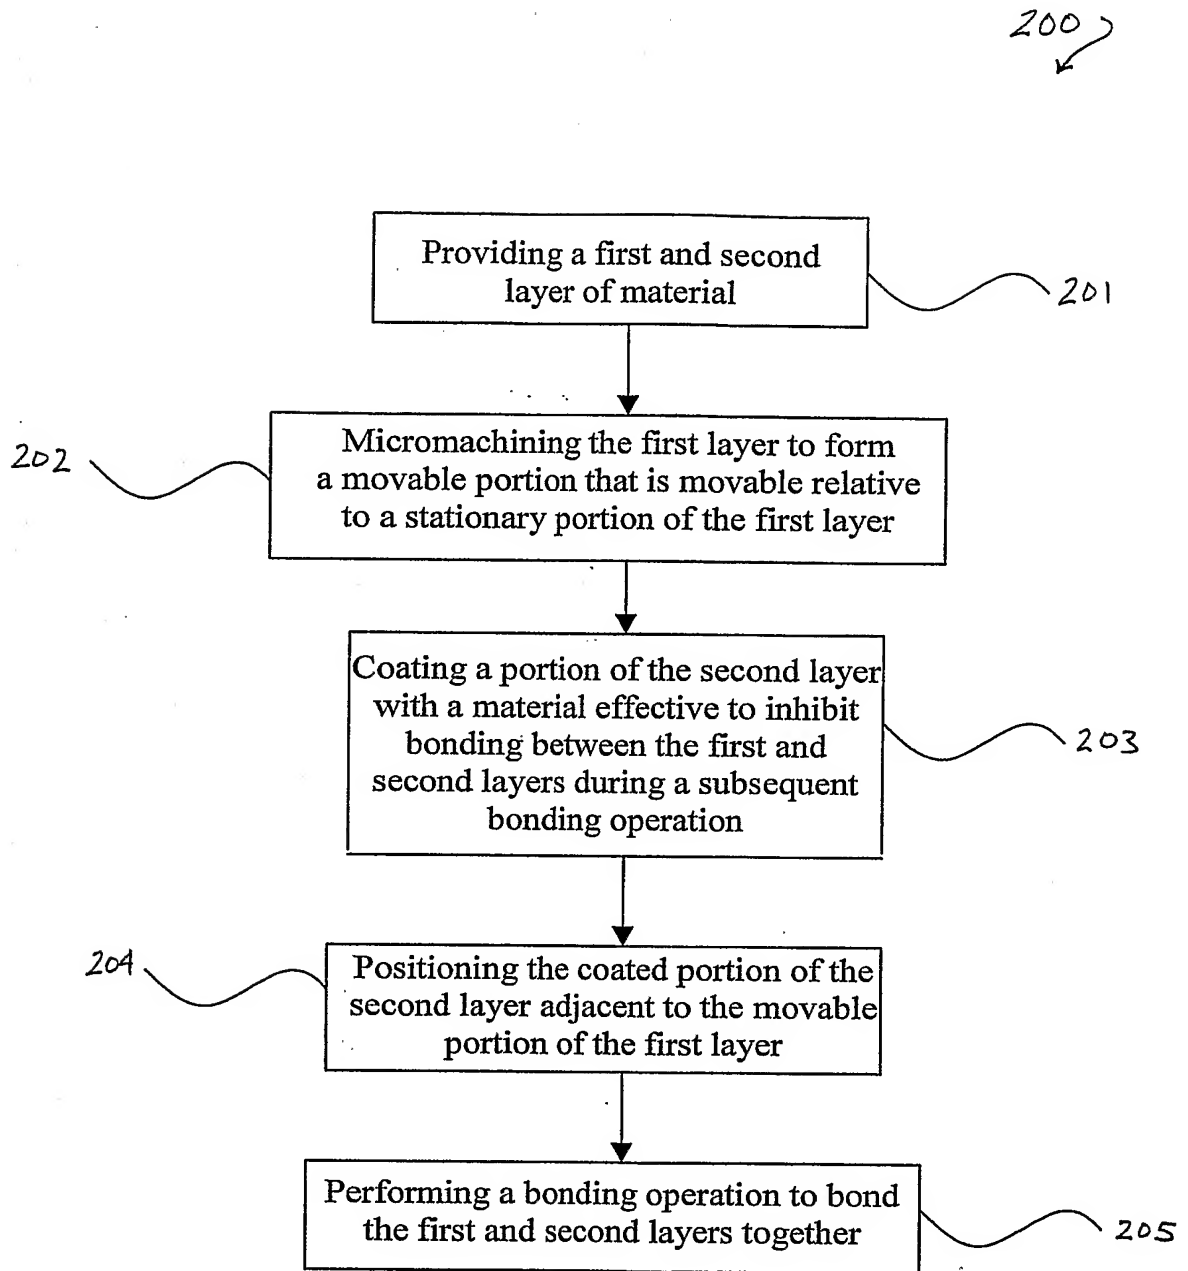 200
Providing a first and second
layer of material
201
202
Micromachining the first layer to form
a movable portion that is movable relative
to a stationary portion of the first layer
Coating a portion of the second layer
with a material effective to inhibit
bonding between the first and
second layers during a subsequent
bonding operation
203
204
Positioning the coated portion of the
second layer adjacent to the movable
portion of the first layer
Performing a bonding operation to bond
the first and second layers together
205